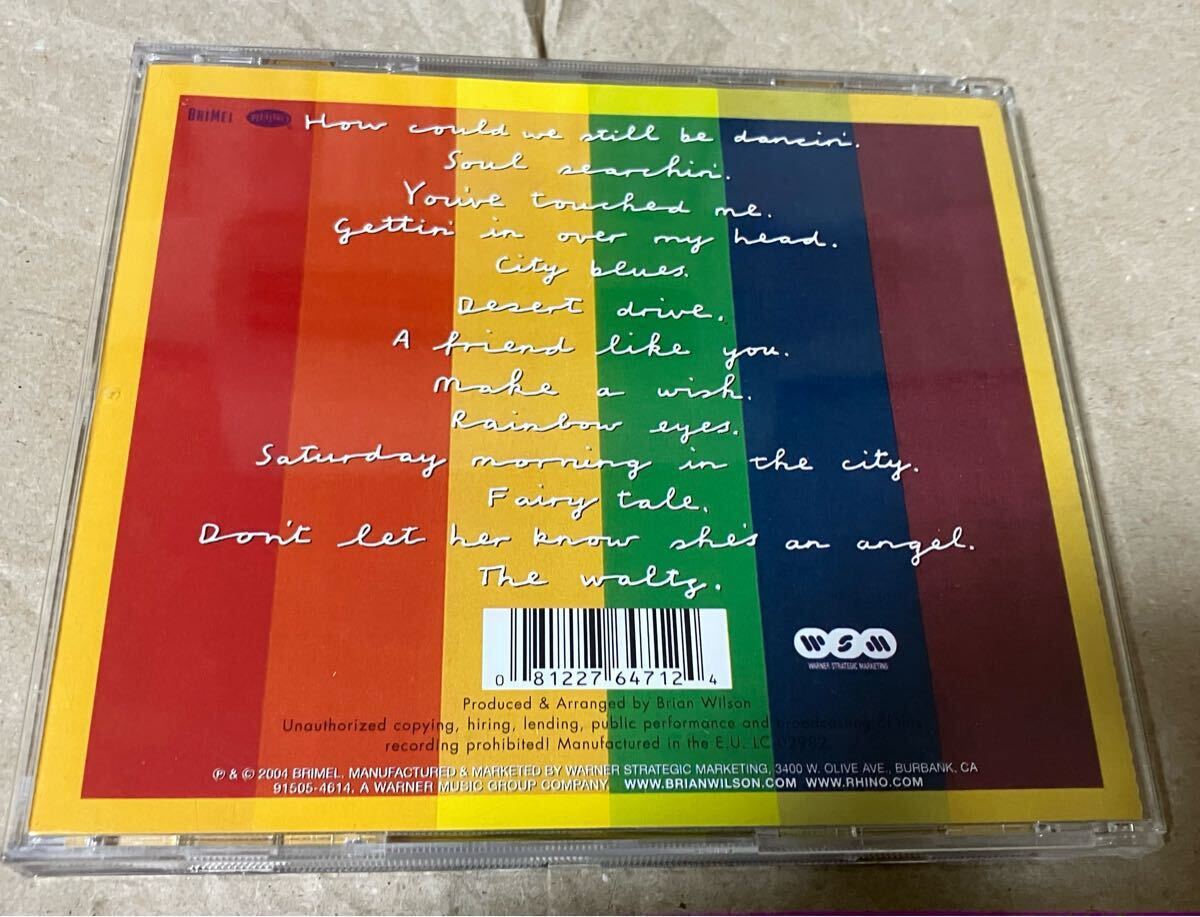 BRIMEL
How could we still be dancin'.
Soul searchin'.
You've touched me.
Gettin' in over my head.
City blues.
Desert drive.
A friend like you.
Make a wish.
Rainbow eyes.
Saturday morning in the city.
Fairy tale.
Don't let her know she's an angel.
The waltz.
0 81227 64712 4
WSM
WARNER STRATEGIC MARKETING
Produced & Arranged by Brian Wilson
Unauthorized copying, hiring, lending, public performance and broadcasting of this
recording prohibited! Manufactured in the E.U. LC 02982
℗ & © 2004 BRIMEL. MANUFACTURED & MARKETED BY WARNER STRATEGIC MARKETING, 3400 W. OLIVE AVE., BURBANK, CA
91505-4614. A WARNER MUSIC GROUP COMPANY. WWW.BRIANWILSON.COM WWW.RHINO.COM